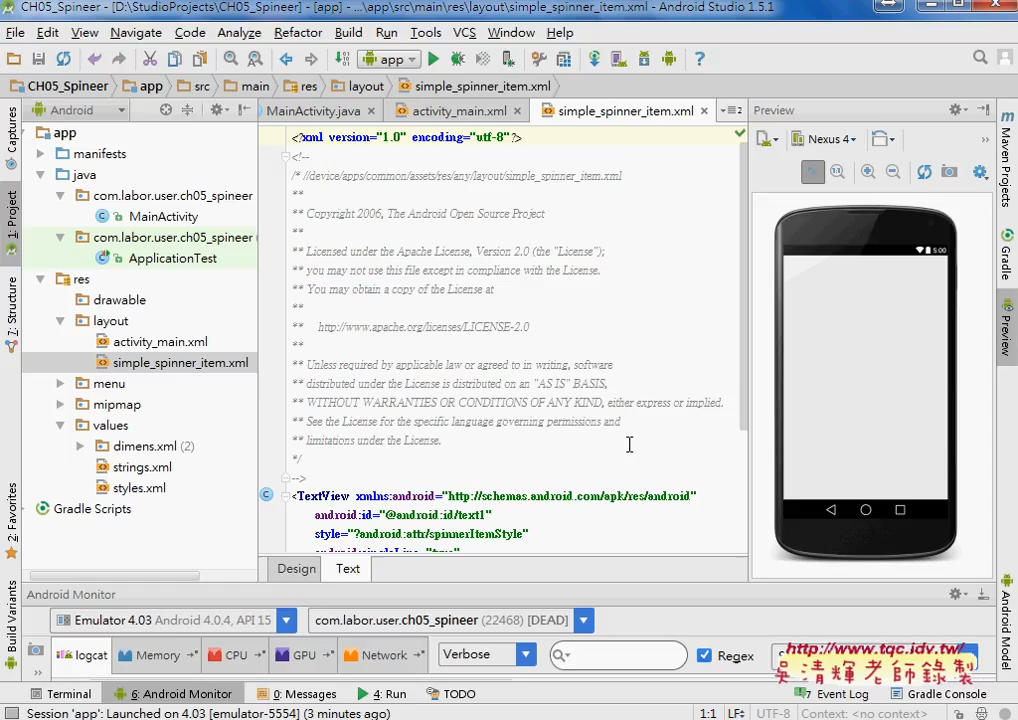 CH05_Spineer - [D:\StudioProjects\CH05_Spineer] - [app] - ...\app\src\main\res\layout\simple_spinner_item.xml - Android Studio 1.5.1
File Edit View Navigate Code Analyze Refactor Build Run Tools VCS Window Help
app
CH05_Spineer app src main res layout simple_spinner_item.xml
Captures
1: Project
7: Structure
2: Favorites
Build Variants
Android
app
manifests
java
com.labor.user.ch05_spineer
MainActivity
com.labor.user.ch05_spineer
ApplicationTest
res
drawable
layout
activity_main.xml
simple_spinner_item.xml
menu
mipmap
values
dimens.xml (2)
strings.xml
styles.xml
Gradle Scripts
MainActivity.java activity_main.xml simple_spinner_item.xml
2
<?xml version="1.0" encoding="utf-8"?>
<!--
/* //device/apps/common/assets/res/any/layout/simple_spinner_item.xml
**
** Copyright 2006, The Android Open Source Project
**
** Licensed under the Apache License, Version 2.0 (the "License");
** you may not use this file except in compliance with the License.
** You may obtain a copy of the License at
**
** http://www.apache.org/licenses/LICENSE-2.0
**
** Unless required by applicable law or agreed to in writing, software
** distributed under the License is distributed on an "AS IS" BASIS,
** WITHOUT WARRANTIES OR CONDITIONS OF ANY KIND, either express or implied.
** See the License for the specific language governing permissions and
** limitations under the License.
*/
-->
<TextView xmlns:android="http://schemas.android.com/apk/res/android"
android:id="@android:id/text1"
style="?android:attr/spinnerItemStyle"
android:singleLine="true"
Design Text
Preview
Nexus 4
5:00
Maven Projects
Gradle
Preview
Android Model
Android Monitor
Emulator 4.03 Android 4.0.4, API 15 com.labor.user.ch05_spineer (22468) [DEAD]
logcat Memory CPU GPU Network Verbose Regex
http://www.tqc.idv.tw/
吳清輝老師錄製
Terminal 6: Android Monitor 0: Messages 4: Run TODO Event Log Gradle Console
Session 'app': Launched on 4.03 [emulator-5554] (3 minutes ago) 1:1 LF UTF-8 Context: <no context>